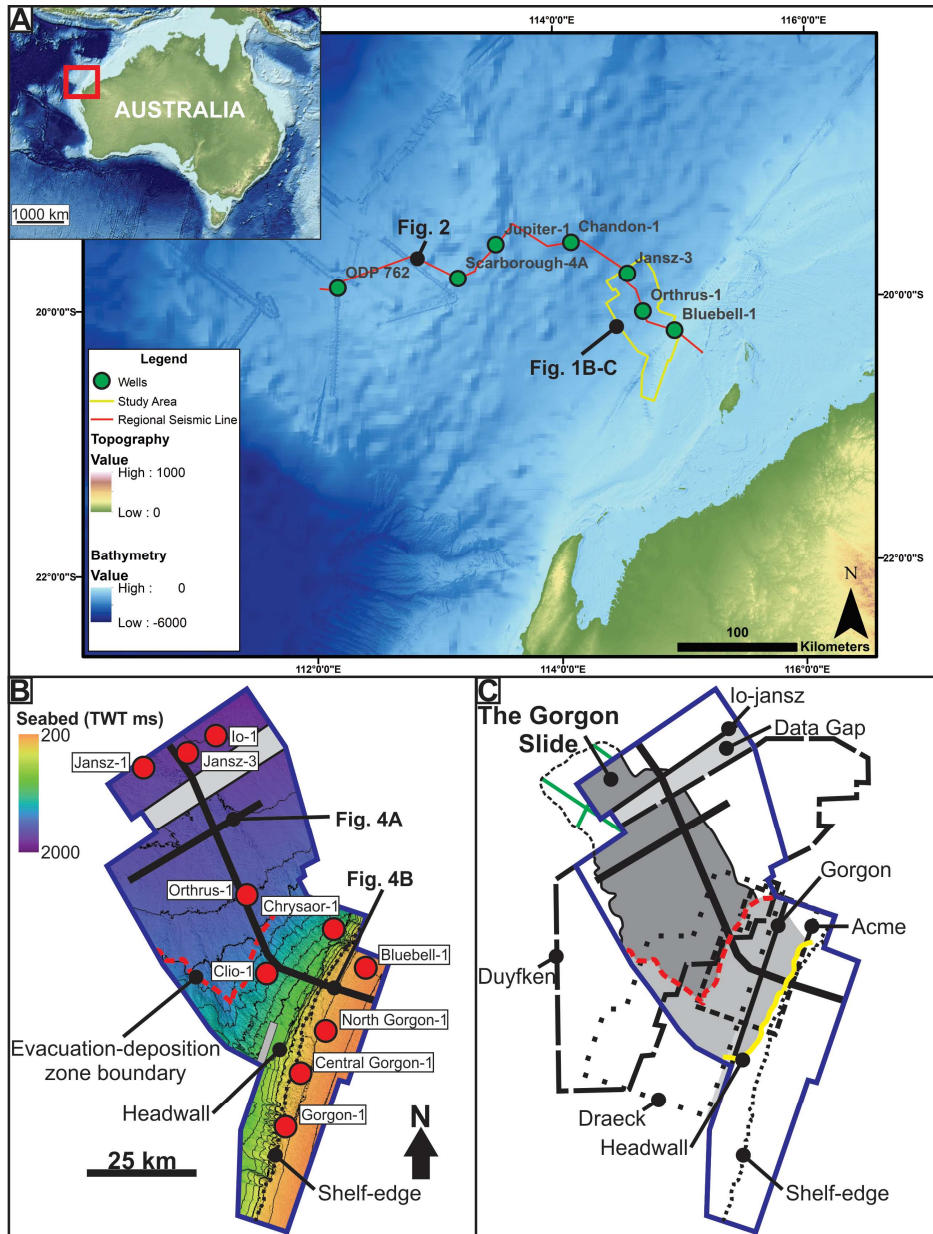 A
AUSTRALIA
1000 km
114°0'0"E
116°0'0"E
Fig. 2
Jupiter-1
Chandon-1
ODP 762
Scarborough-4A
Jansz-3
Orthrus-1
Bluebell-1
Fig. 1B-C
20°0'0"S
20°0'0"S
Legend
Wells
Study Area
Regional Seismic Line
Topography
Value
High : 1000
Low : 0
Bathymetry
Value
High : 0
Low : -6000
22°0'0"S
22°0'0"S
N
100
Kilometers
112°0'0"E
114°0'0"E
116°0'0"E
B
Seabed (TWT ms)
200
2000
Io-1
Jansz-1
Jansz-3
Fig. 4A
Orthrus-1
Fig. 4B
Chrysaor-1
Bluebell-1
Clio-1
North Gorgon-1
Evacuation-deposition
zone boundary
Central Gorgon-1
Headwall
Gorgon-1
N
25 km
Shelf-edge
C
Io-jansz
The Gorgon
Slide
Data Gap
Gorgon
Acme
Duyfken
Draeck
Headwall
Shelf-edge